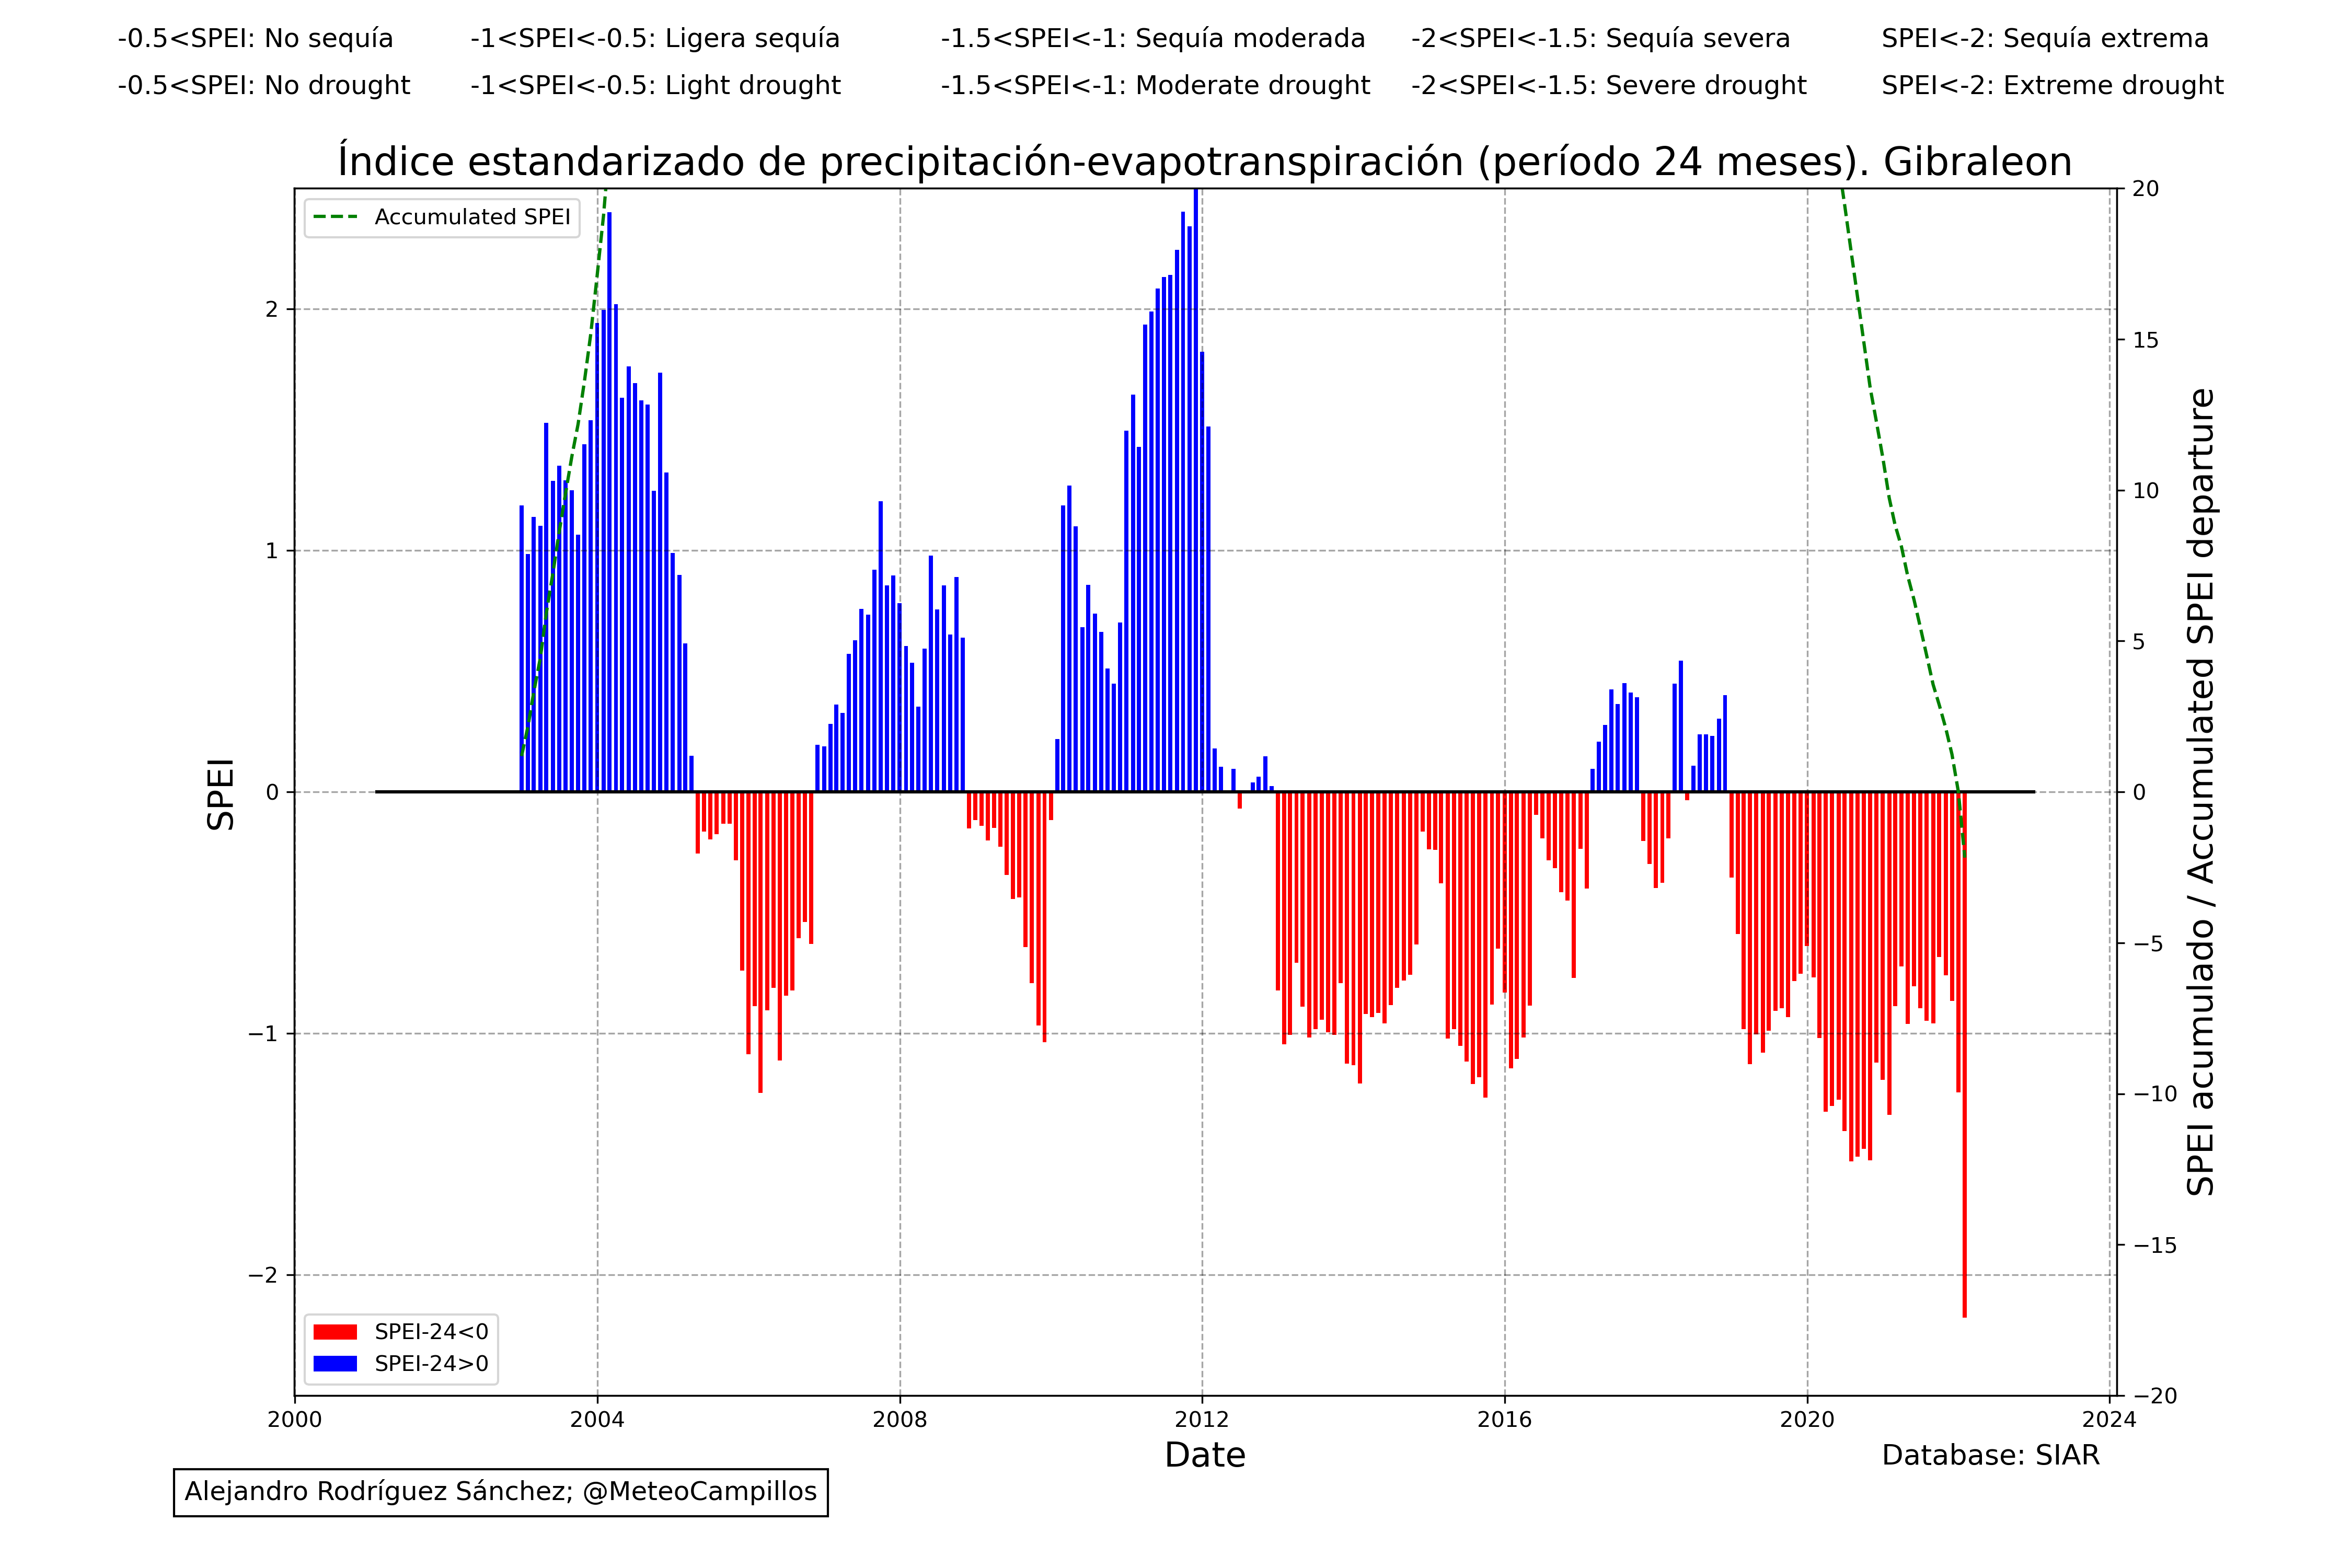 -0.5<SPEI: No sequía -1<SPEI<-0.5: Ligera sequía -1.5<SPEI<-1: Sequía moderada -2<SPEI<-1.5: Sequía severa SPEI<-2: Sequía extrema
-0.5<SPEI: No drought -1<SPEI<-0.5: Light drought -1.5<SPEI<-1: Moderate drought -2<SPEI<-1.5: Severe drought SPEI<-2: Extreme drought
Índice estandarizado de precipitación-evapotranspiración (período 24 meses). Gibraleon
Accumulated SPEI
SPEI
2
1
0
−1
−2
20
15
10
5
0
−5
−10
−15
−20
SPEI acumulado / Accumulated SPEI departure
SPEI-24<0
SPEI-24>0
2000 2004 2008 2012 2016 2020 2024
Date
Database: SIAR
Alejandro Rodríguez Sánchez; @MeteoCampillos